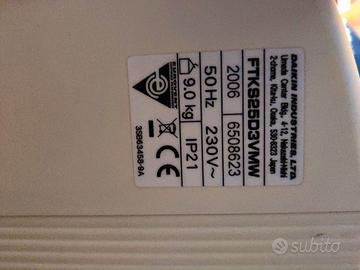 DAIKIN INDUSTRIES, LTD.
Umeda Center Bldg., 4-12, Nakazaki-Nishi
2-chome, Kita-ku, Osaka, 530-8323 Japan
FTKS25D3VMW
2006 6508623
50Hz 230V~
9.0 kg IP21
CE
3SB63458-9A
subito